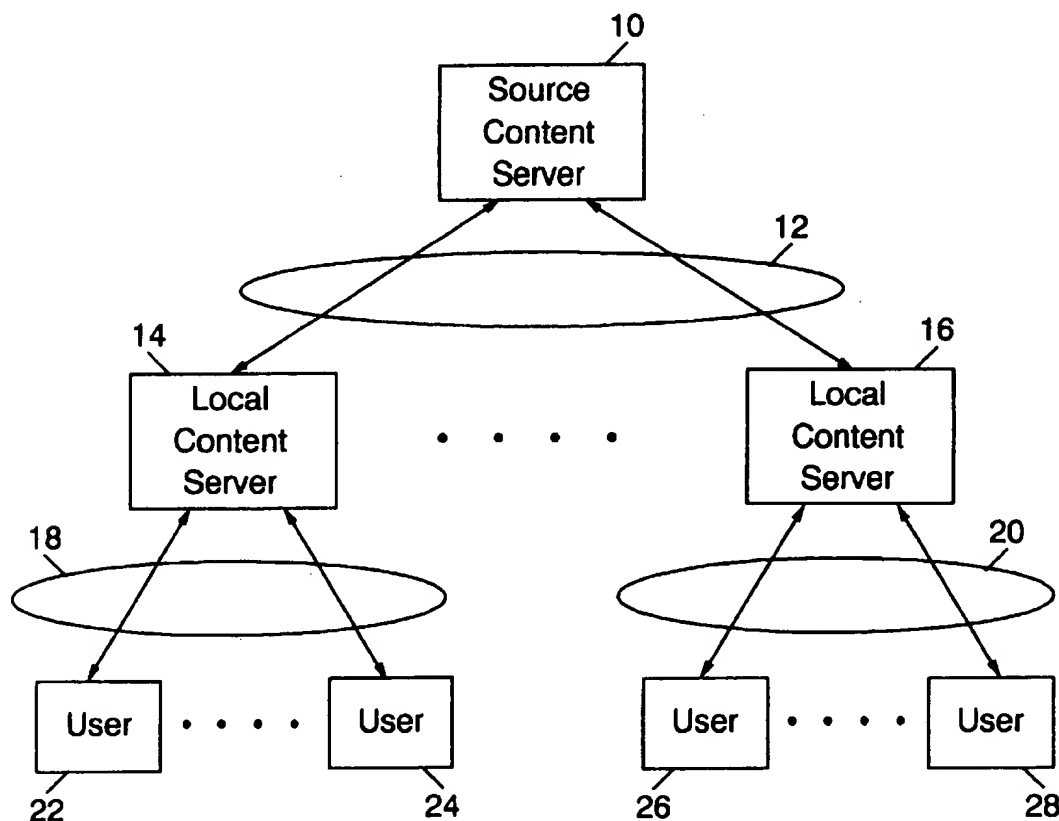 10
Source
Content
Server
12
14
16
Local
Content
Server
Local
Content
Server
18
20
User
User
User
User
22
24
26
28